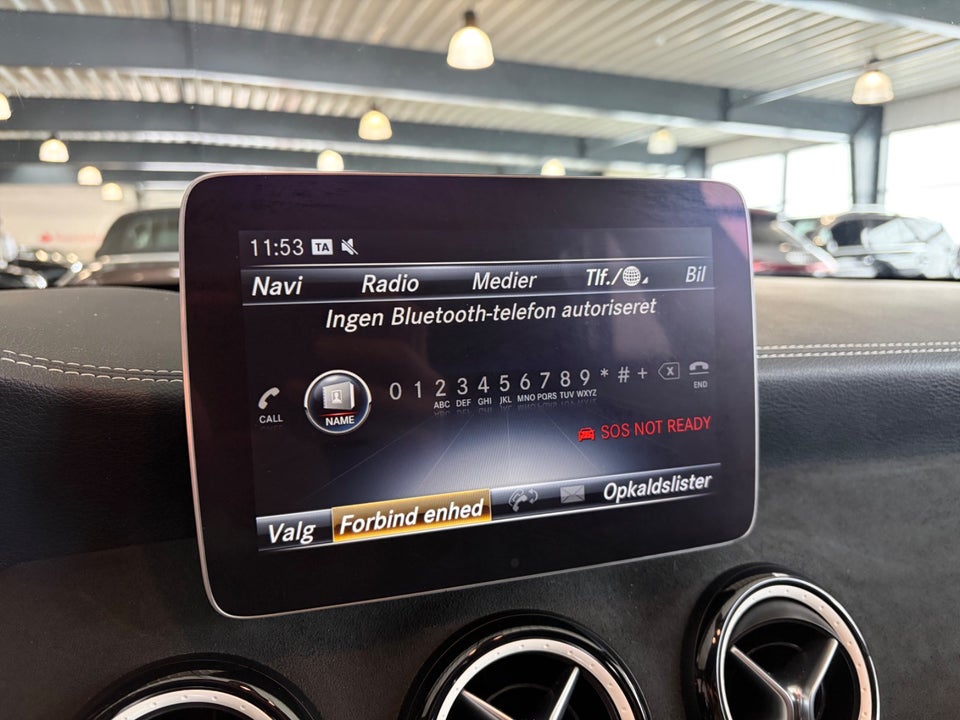 11:53 TA
Navi Radio Medier Tlf./ Bil
Ingen Bluetooth-telefon autoriseret
CALL NAME 0 1 2 3 4 5 6 7 8 9 * # + X END
ABC DEF GHI JKL MNO PQRS TUV WXYZ
SOS NOT READY
Valg Forbind enhed Opkaldslister